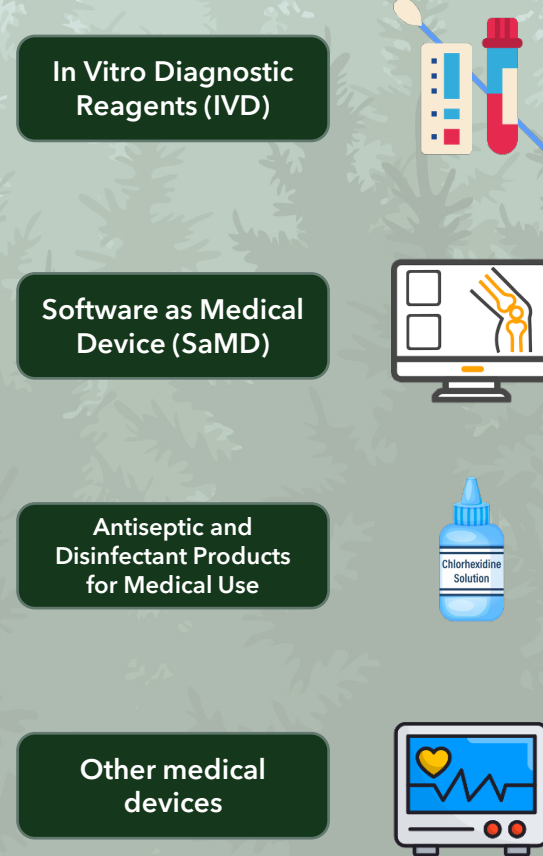 In Vitro Diagnostic
Reagents (IVD)
Software as Medical
Device (SaMD)
Antiseptic and
Disinfectant Products
for Medical Use
Chlorhexidine
Solution
Other medical
devices